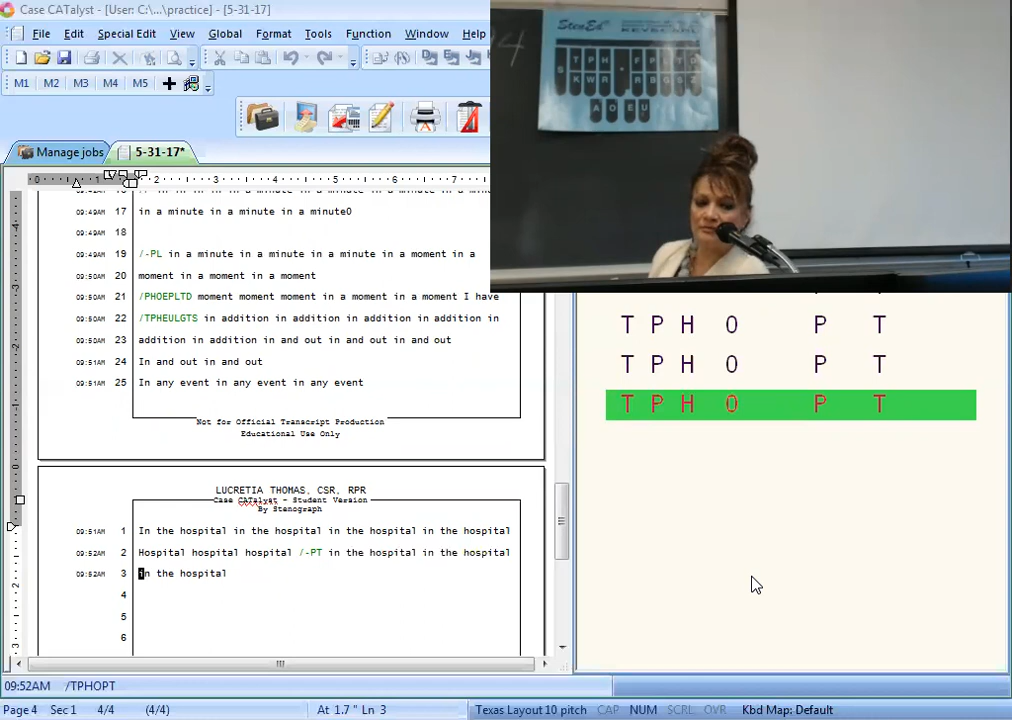 Case CATalyst - [User: C:\...\practice] - [5-31-17]
File Edit Special Edit View Global Format Tools Function Window Help
M1 M2 M3 M4 M5
Manage jobs 5-31-17*
09:49AM 17 in a minute in a minute in a minute0
09:49AM 18
09:49AM 19 /-PL in a minute in a minute in a minute in a moment in a
09:50AM 20 moment in a moment in a moment
09:50AM 21 /PHOEPLTD moment moment moment in a moment in a moment I have
09:50AM 22 /TPHEULGTS in addition in addition in addition in addition in
09:50AM 23 addition in addition in and out in and out in and out
09:51AM 24 In and out in and out
09:51AM 25 In any event in any event in any event
Not for Official Transcript Production
Educational Use Only
LUCRETIA THOMAS, CSR, RPR
Case CATalyst - Student Version
By Stenograph
09:51AM 1 In the hospital in the hospital in the hospital in the hospital
09:52AM 2 Hospital hospital hospital /-PT in the hospital in the hospital
09:52AM 3 in the hospital
4
5
6
StenEd
KEYBOARD
S T P H * F P L T D
K W R R B G S Z
A O E U
T P H O P T
T P H O P T
T P H O P T
09:52AM /TPHOPT
Page 4 Sec 1 4/4 (4/4) At 1.7" Ln 3 Texas Layout 10 pitch CAP NUM SCRL OVR Kbd Map: Default